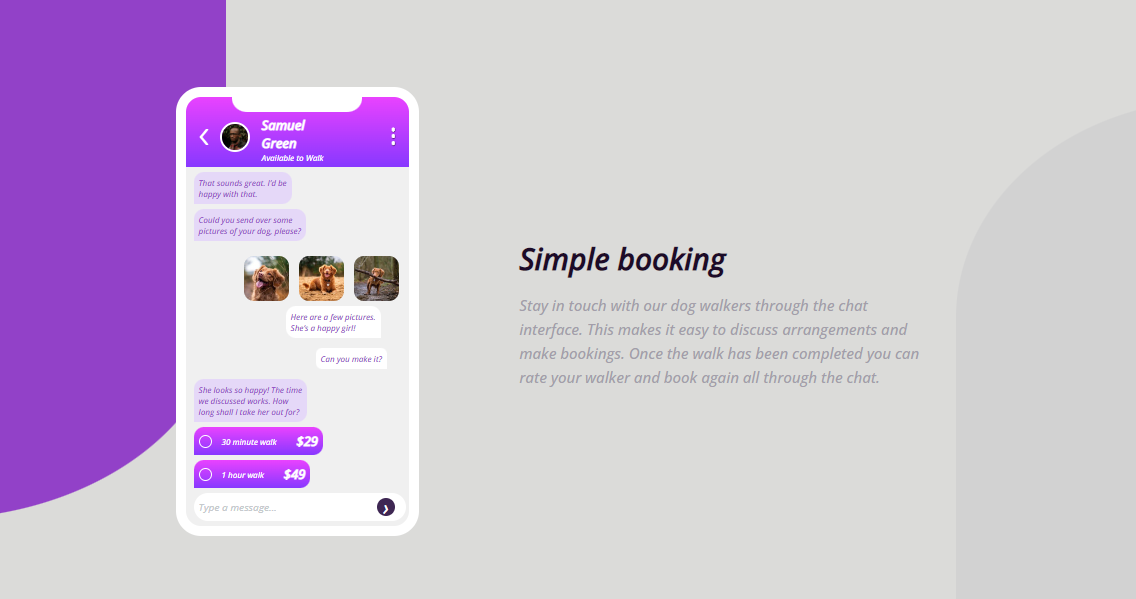 Samuel
Green
Available to Walk
That sounds great. I'd be
happy with that.
Could you send over some
pictures of your dog, please?
Here are a few pictures.
She's a happy girl!
Can you make it?
She looks so happy! The time
we discussed works. How
long shall I take her out for?
30 minute walk $29
1 hour walk $49
Type a message...
Simple booking
Stay in touch with our dog walkers through the chat
interface. This makes it easy to discuss arrangements and
make bookings. Once the walk has been completed you can
rate your walker and book again all through the chat.